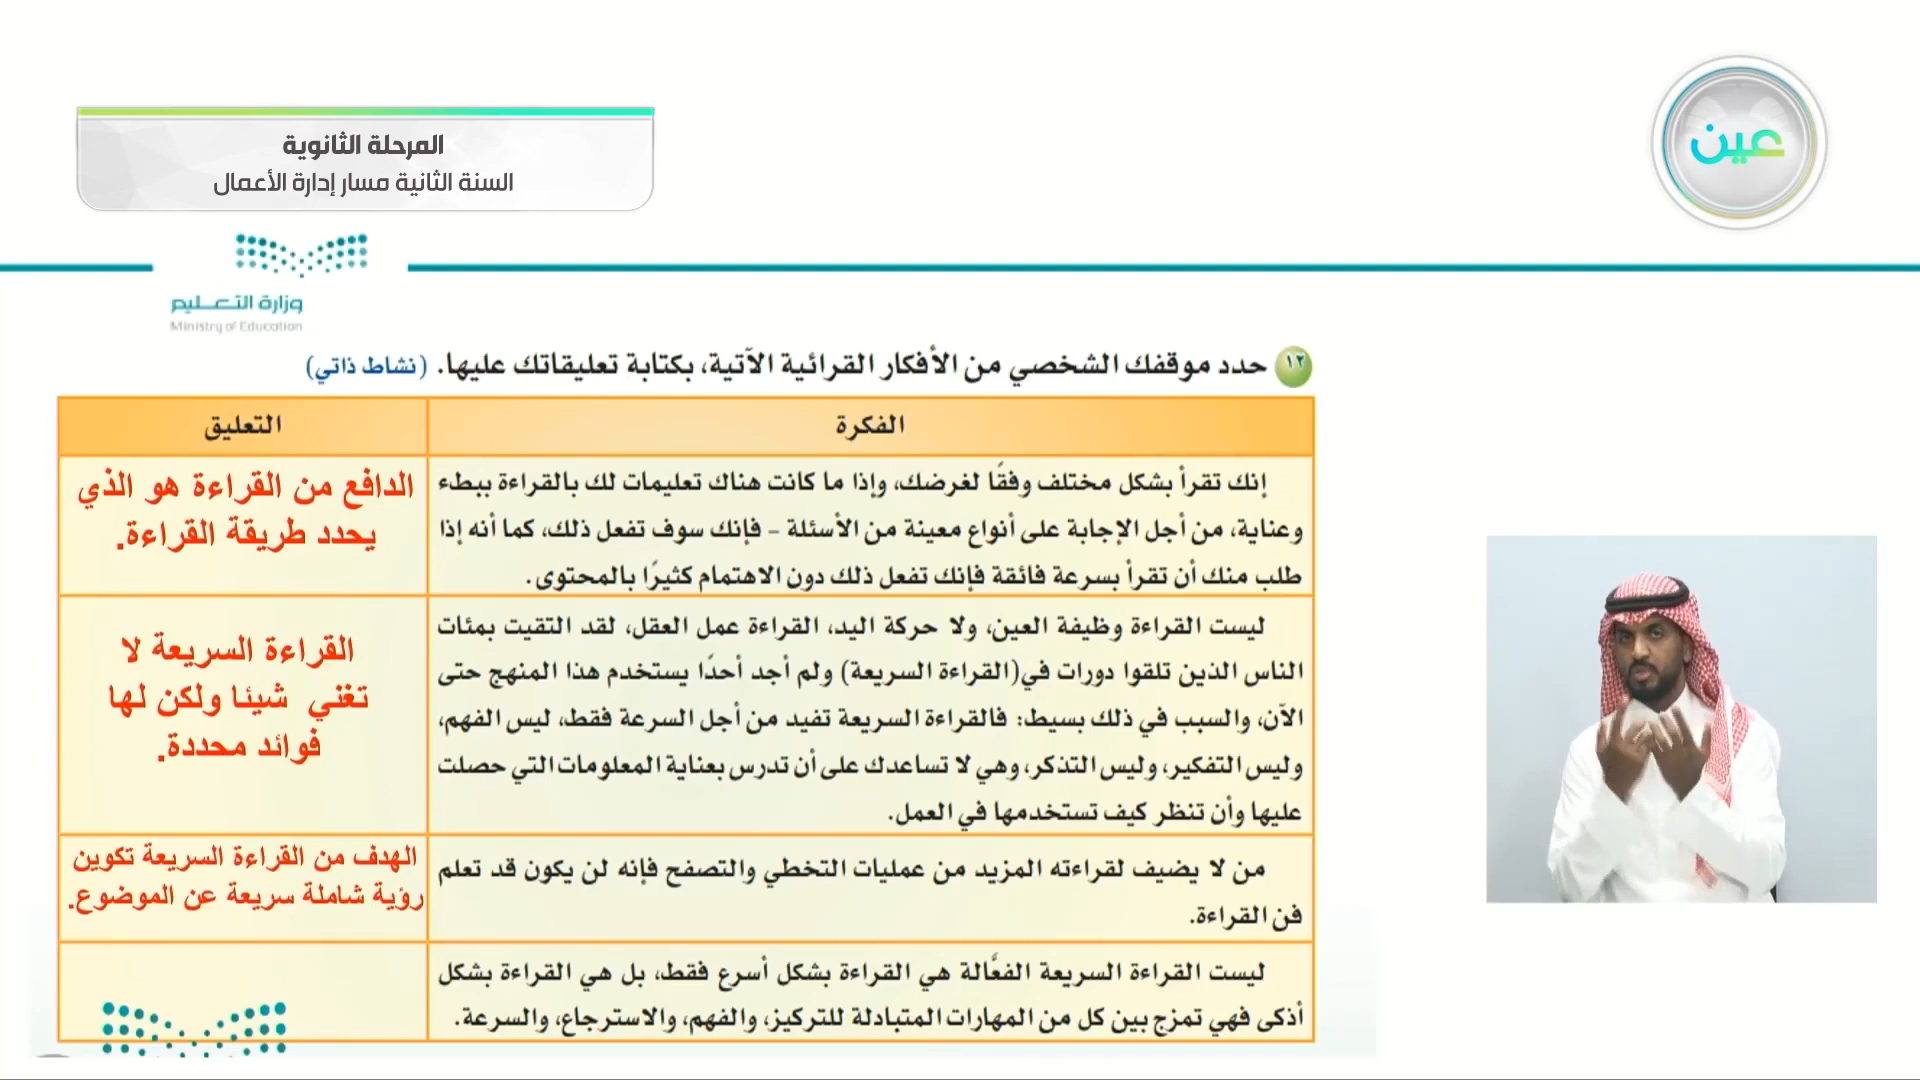 عين
المرحلة الثانوية
السنة الثانية مسار إدارة الأعمال
وزارة التعـــليم
Ministry of Education
١٢ حدد موقفك الشخصي من الأفكار القرائية الآتية، بكتابة تعليقاتك عليها. (نشاط ذاتي)
الفكرة
التعليق
إنك تقرأ بشكل مختلف وفقًا لغرضك، وإذا ما كانت هناك تعليمات لك بالقراءة ببطء
وعناية، من أجل الإجابة على أنواع معينة من الأسئلة – فإنك سوف تفعل ذلك، كما أنه إذا
طلب منك أن تقرأ بسرعة فائقة فإنك تفعل ذلك دون الاهتمام كثيرًا بالمحتوى.
الدافع من القراءة هو الذي
يحدد طريقة القراءة.
ليست القراءة وظيفة العين، ولا حركة اليد، القراءة عمل العقل، لقد التقيت بمئات
الناس الذين تلقوا دورات في(القراءة السريعة) ولم أجد أحدًا يستخدم هذا المنهج حتى
الآن، والسبب في ذلك بسيط: فالقراءة السريعة تفيد من أجل السرعة فقط، ليس الفهم،
وليس التفكير، وليس التذكر، وهي لا تساعدك على أن تدرس بعناية المعلومات التي حصلت
عليها وأن تنظر كيف تستخدمها في العمل.
القراءة السريعة لا
تغني شيئا ولكن لها
فوائد محددة.
من لا يضيف لقراءته المزيد من عمليات التخطي والتصفح فإنه لن يكون قد تعلم
فن القراءة.
الهدف من القراءة السريعة تكوين
رؤية شاملة سريعة عن الموضوع.
ليست القراءة السريعة الفعَّالة هي القراءة بشكل أسرع فقط، بل هي القراءة بشكل
أذكى فهي تمزج بين كل من المهارات المتبادلة للتركيز، والفهم، والاسترجاع، والسرعة.